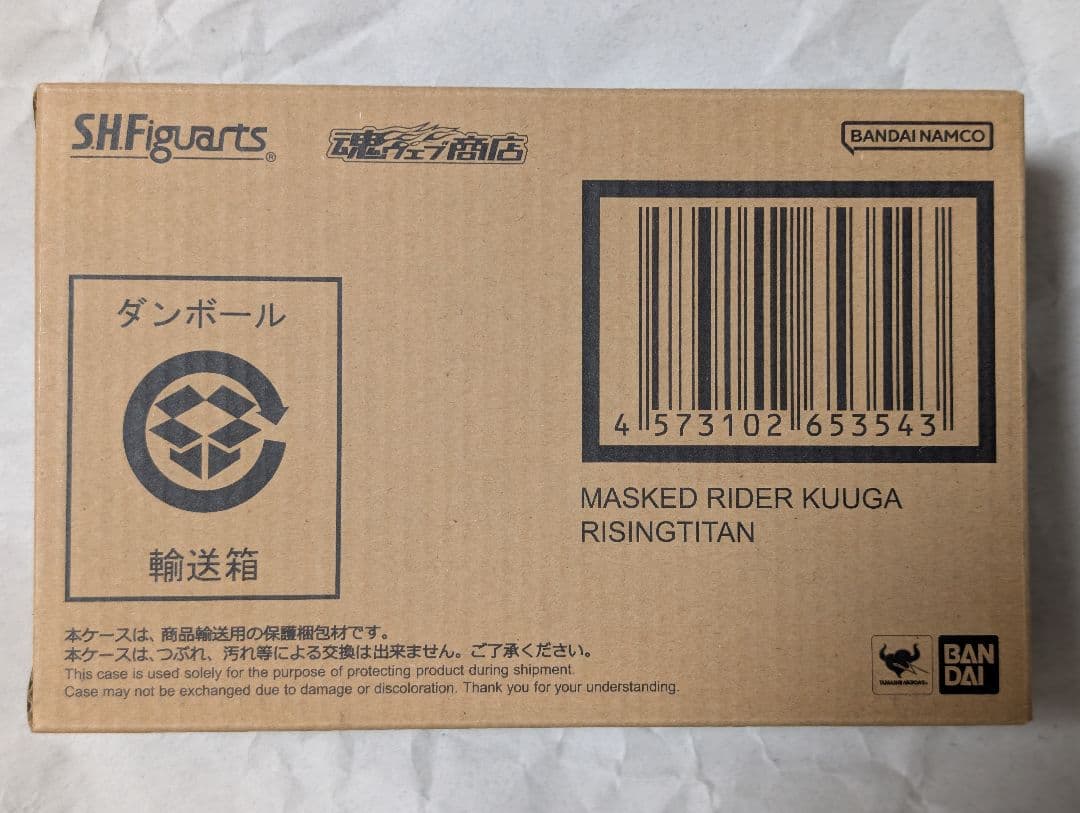 S.H.Figuarts®
魂ウェブ商店
BANDAI NAMCO
4 573102 653543
MASKED RIDER KUUGA
RISINGTITAN
ダンボール
輸送箱
本ケースは、商品輸送用の保護梱包材です。
本ケースは、つぶれ、汚れ等による交換は出来ません。ご了承ください。
This case is used solely for the purpose of protecting product during shipment.
Case may not be exchanged due to damage or discoloration. Thank you for your understanding.
TAMASHII NATIONS
BAN
DAI